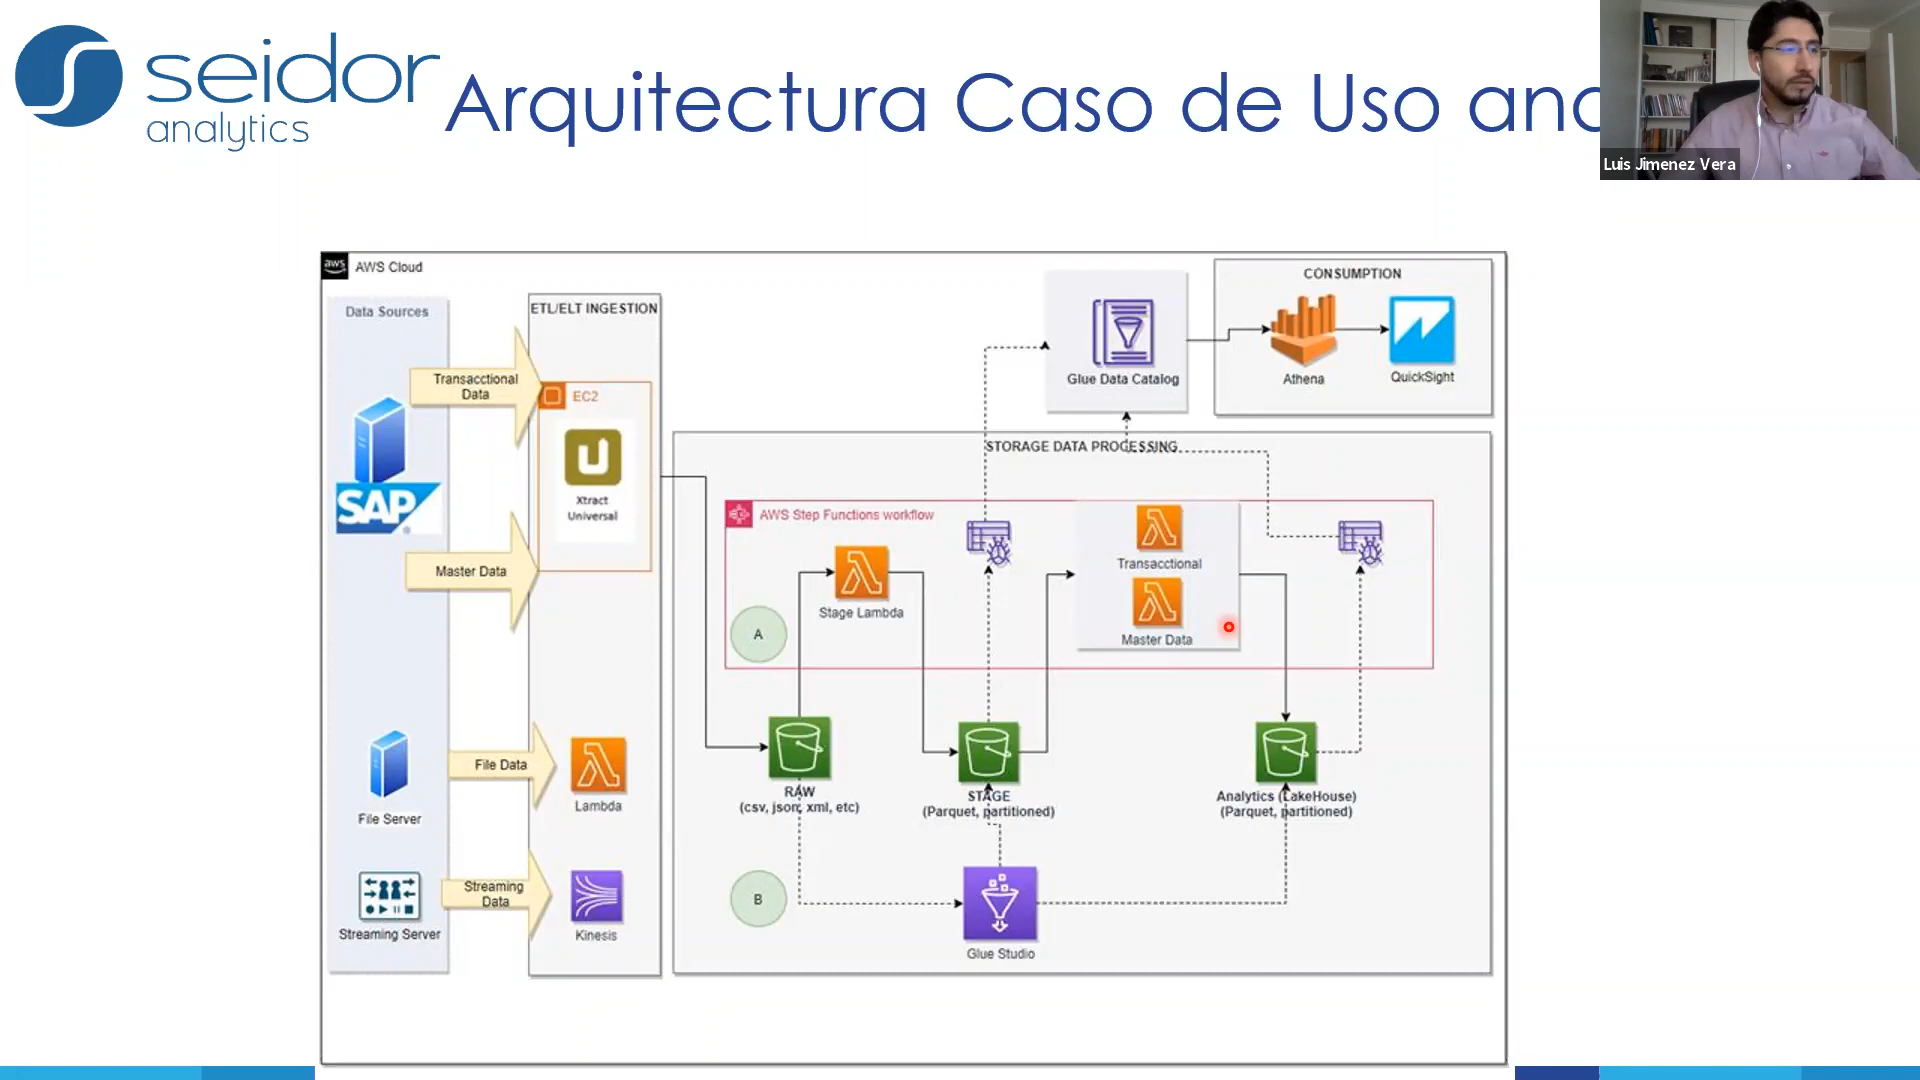 seidor
analytics
Arquitectura Caso de Uso ana
Luis Jimenez Vera
aws
AWS Cloud
Data Sources
ETL/ELT INGESTION
CONSUMPTION
Transacctional
Data
EC2
U
Xtract
Universal
SAP
Master Data
Glue Data Catalog
Athena
QuickSight
STORAGE DATA PROCESSING
AWS Step Functions workflow
Stage Lambda
Transacctional
Master Data
A
File Data
Lambda
File Server
RAW
(csv, json, xml, etc)
STAGE
(Parquet, partitioned)
Analytics (LakeHouse)
(Parquet, partitioned)
Streaming
Data
Kinesis
Streaming Server
B
Glue Studio